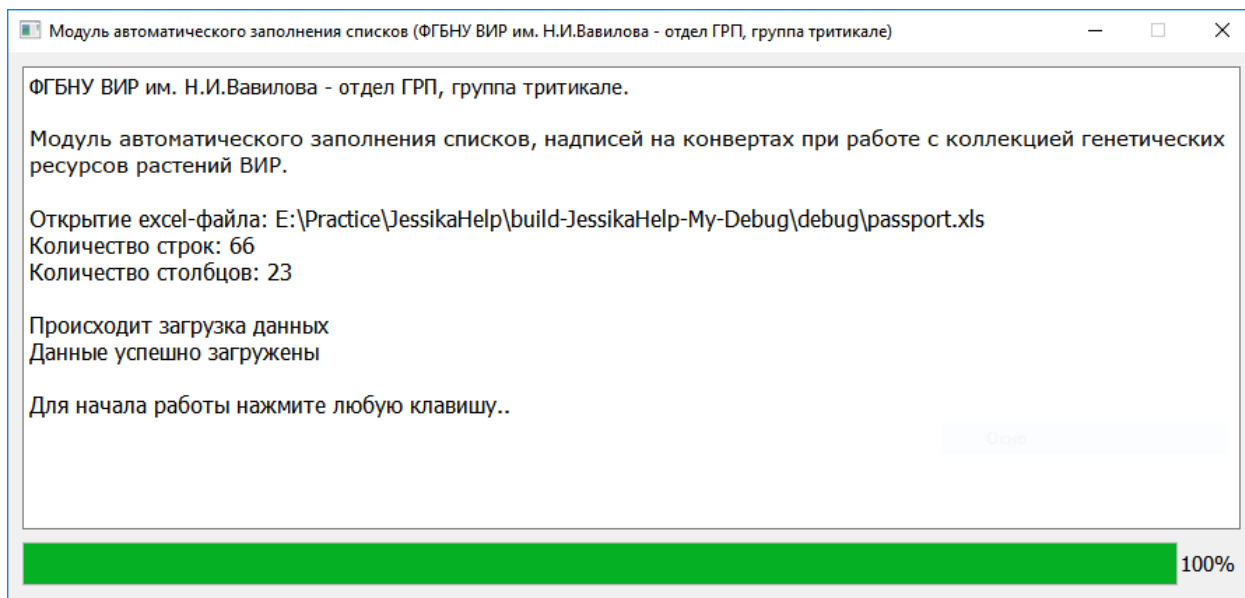 Модуль автоматического заполнения списков (ФГБНУ ВИР им. Н.И.Вавилова - отдел ГРП, группа тритикале)
ФГБНУ ВИР им. Н.И.Вавилова - отдел ГРП, группа тритикале.
Модуль автоматического заполнения списков, надписей на конвертах при работе с коллекцией генетических
ресурсов растений ВИР.
Открытие excel-файла: E:\Practice\JessikaHelp\build-JessikaHelp-My-Debug\debug\passport.xls
Количество строк: 66
Количество столбцов: 23
Происходит загрузка данных
Данные успешно загружены
Для начала работы нажмите любую клавишу..
Окно
100%